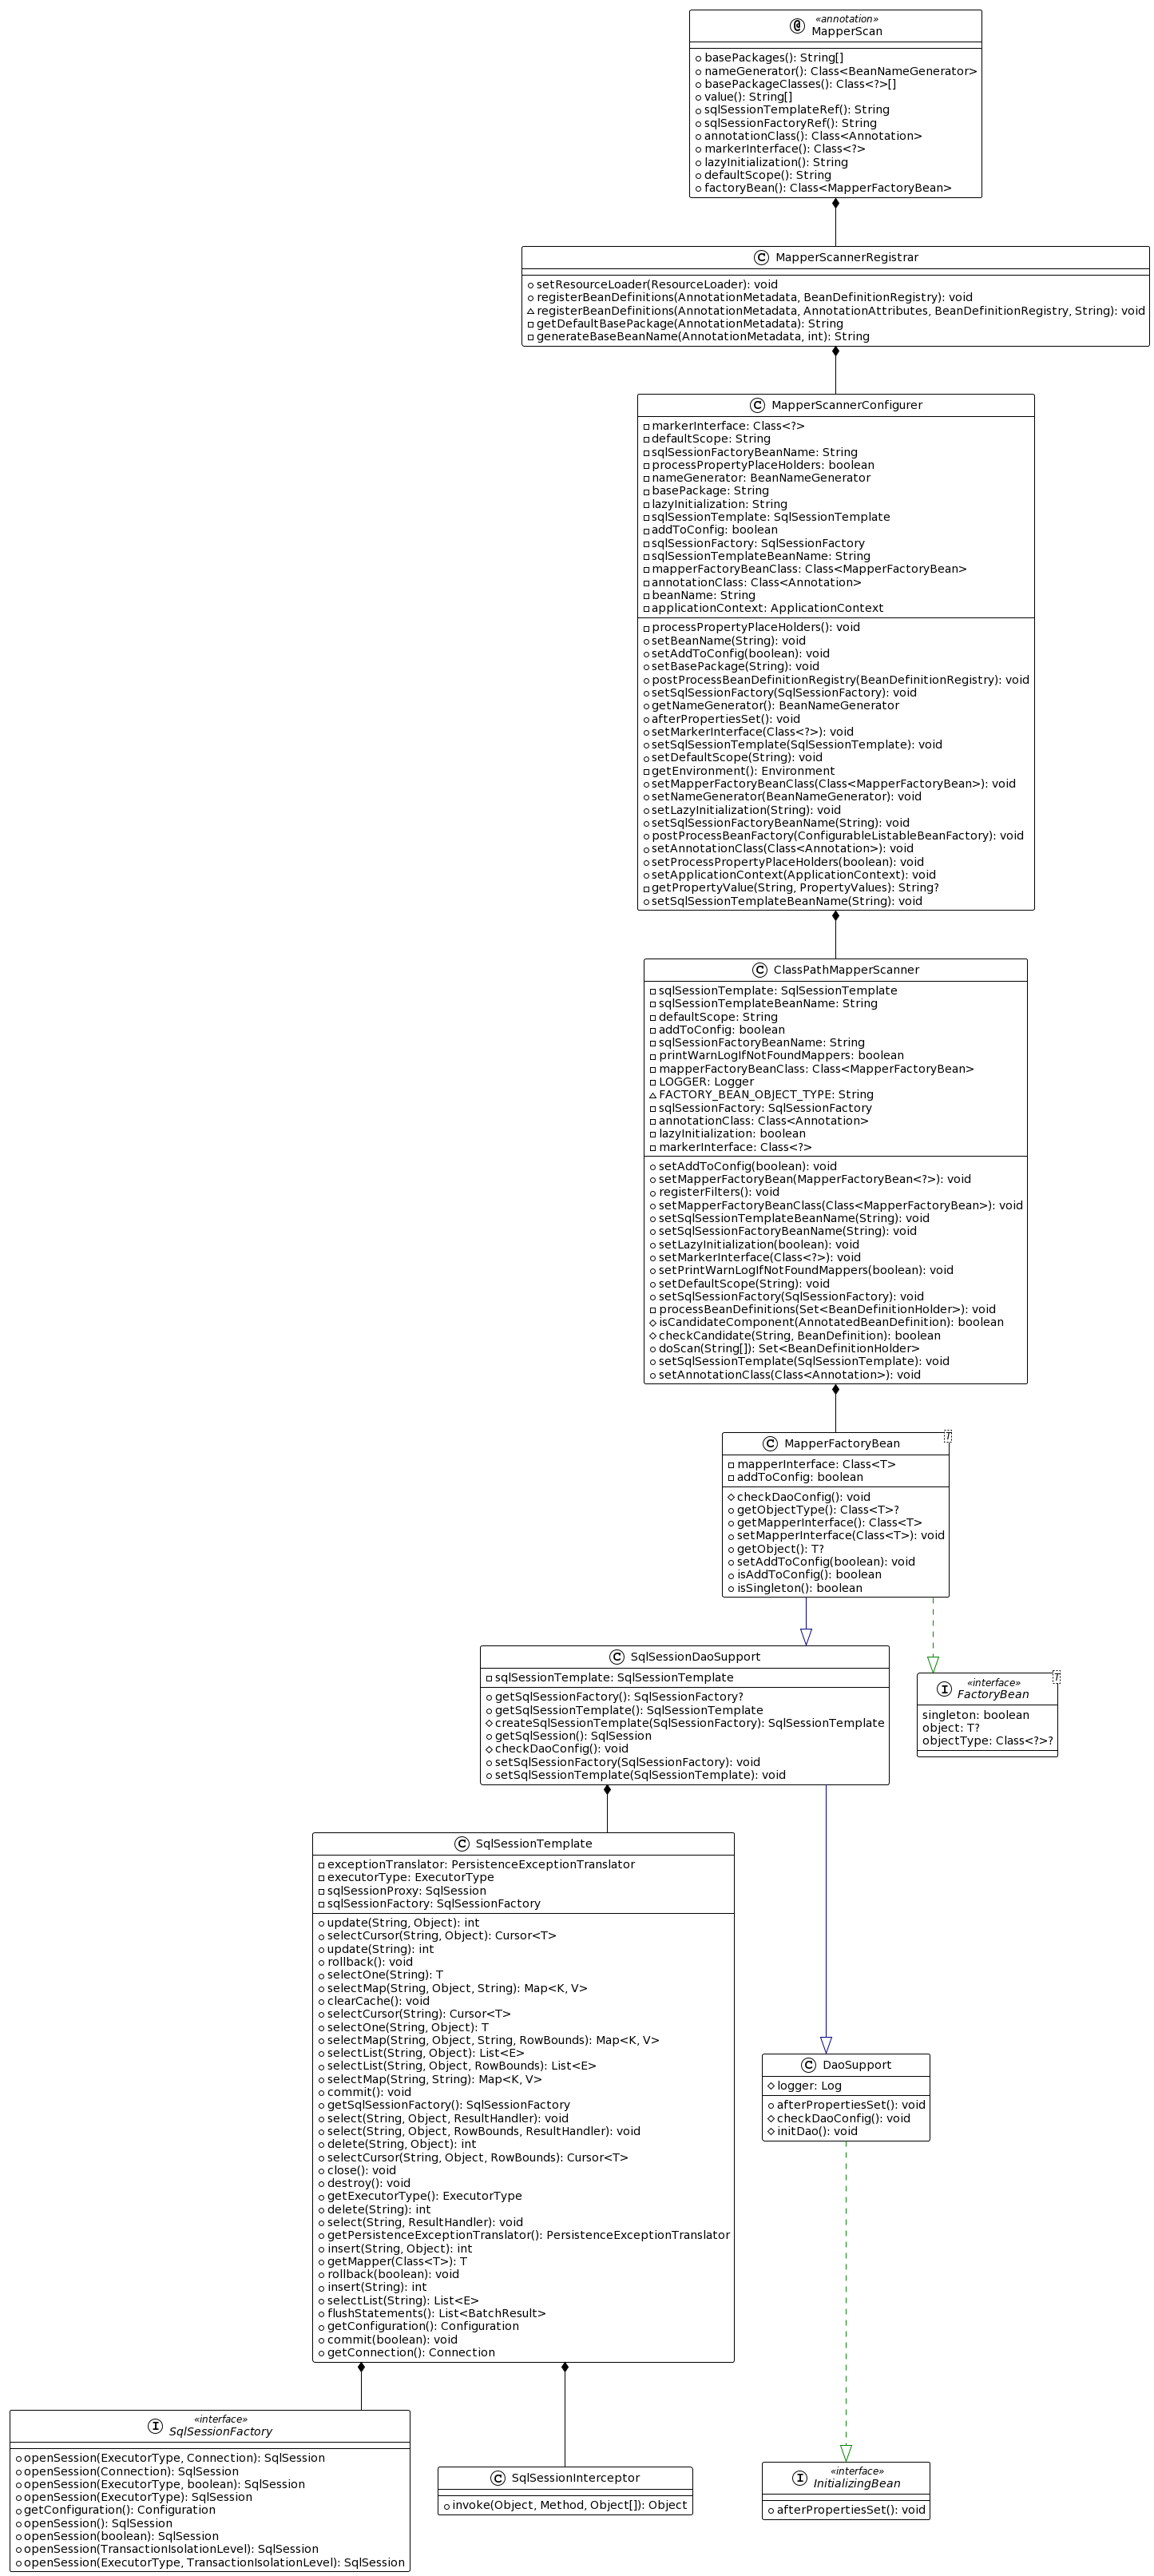 @
«annotation»
MapperScan
basePackages(): String[]
nameGenerator(): Class<BeanNameGenerator>
basePackageClasses(): Class<?>[]
value(): String[]
sqlSessionTemplateRef(): String
sqlSessionFactoryRef(): String
annotationClass(): Class<Annotation>
markerInterface(): Class<?>
lazyInitialization(): String
defaultScope(): String
factoryBean(): Class<MapperFactoryBean>
C MapperScannerRegistrar
setResourceLoader(ResourceLoader): void
registerBeanDefinitions(AnnotationMetadata, BeanDefinitionRegistry): void
registerBeanDefinitions(AnnotationMetadata, AnnotationAttributes, BeanDefinitionRegistry, String): void
getDefaultBasePackage(AnnotationMetadata): String
generateBaseBeanName(AnnotationMetadata, int): String
C MapperScannerConfigurer
markerInterface: Class<?>
defaultScope: String
sqlSessionFactoryBeanName: String
processPropertyPlaceHolders: boolean
nameGenerator: BeanNameGenerator
basePackage: String
lazyInitialization: String
sqlSessionTemplate: SqlSessionTemplate
addToConfig: boolean
sqlSessionFactory: SqlSessionFactory
sqlSessionTemplateBeanName: String
mapperFactoryBeanClass: Class<MapperFactoryBean>
annotationClass: Class<Annotation>
beanName: String
applicationContext: ApplicationContext
processPropertyPlaceHolders(): void
setBeanName(String): void
setAddToConfig(boolean): void
setBasePackage(String): void
postProcessBeanDefinitionRegistry(BeanDefinitionRegistry): void
setSqlSessionFactory(SqlSessionFactory): void
getNameGenerator(): BeanNameGenerator
afterPropertiesSet(): void
setMarkerInterface(Class<?>): void
setSqlSessionTemplate(SqlSessionTemplate): void
setDefaultScope(String): void
getEnvironment(): Environment
setMapperFactoryBeanClass(Class<MapperFactoryBean>): void
setNameGenerator(BeanNameGenerator): void
setLazyInitialization(String): void
setSqlSessionFactoryBeanName(String): void
postProcessBeanFactory(ConfigurableListableBeanFactory): void
setAnnotationClass(Class<Annotation>): void
setProcessPropertyPlaceHolders(boolean): void
setApplicationContext(ApplicationContext): void
getPropertyValue(String, PropertyValues): String?
setSqlSessionTemplateBeanName(String): void
C ClassPathMapperScanner
sqlSessionTemplate: SqlSessionTemplate
sqlSessionTemplateBeanName: String
defaultScope: String
addToConfig: boolean
sqlSessionFactoryBeanName: String
printWarnLogIfNotFoundMappers: boolean
mapperFactoryBeanClass: Class<MapperFactoryBean>
LOGGER: Logger
FACTORY_BEAN_OBJECT_TYPE: String
sqlSessionFactory: SqlSessionFactory
annotationClass: Class<Annotation>
lazyInitialization: boolean
markerInterface: Class<?>
setAddToConfig(boolean): void
setMapperFactoryBean(MapperFactoryBean<?>): void
registerFilters(): void
setMapperFactoryBeanClass(Class<MapperFactoryBean>): void
setSqlSessionTemplateBeanName(String): void
setSqlSessionFactoryBeanName(String): void
setLazyInitialization(boolean): void
setMarkerInterface(Class<?>): void
setPrintWarnLogIfNotFoundMappers(boolean): void
setDefaultScope(String): void
setSqlSessionFactory(SqlSessionFactory): void
processBeanDefinitions(Set<BeanDefinitionHolder>): void
isCandidateComponent(AnnotatedBeanDefinition): boolean
checkCandidate(String, BeanDefinition): boolean
doScan(String[]): Set<BeanDefinitionHolder>
setSqlSessionTemplate(SqlSessionTemplate): void
setAnnotationClass(Class<Annotation>): void
C MapperFactoryBean
T
mapperInterface: Class<T>
addToConfig: boolean
checkDaoConfig(): void
getObjectType(): Class<T>?
getMapperInterface(): Class<T>
setMapperInterface(Class<T>): void
getObject(): T?
setAddToConfig(boolean): void
isAddToConfig(): boolean
isSingleton(): boolean
C SqlSessionDaoSupport
sqlSessionTemplate: SqlSessionTemplate
getSqlSessionFactory(): SqlSessionFactory?
getSqlSessionTemplate(): SqlSessionTemplate
createSqlSessionTemplate(SqlSessionFactory): SqlSessionTemplate
getSqlSession(): SqlSession
checkDaoConfig(): void
setSqlSessionFactory(SqlSessionFactory): void
setSqlSessionTemplate(SqlSessionTemplate): void
I
«interface»
FactoryBean
T
singleton: boolean
object: T?
objectType: Class<?>?
C SqlSessionTemplate
exceptionTranslator: PersistenceExceptionTranslator
executorType: ExecutorType
sqlSessionProxy: SqlSession
sqlSessionFactory: SqlSessionFactory
update(String, Object): int
selectCursor(String, Object): Cursor<T>
update(String): int
rollback(): void
selectOne(String): T
selectMap(String, Object, String): Map<K, V>
clearCache(): void
selectCursor(String): Cursor<T>
selectOne(String, Object): T
selectMap(String, Object, String, RowBounds): Map<K, V>
selectList(String, Object): List<E>
selectList(String, Object, RowBounds): List<E>
selectMap(String, String): Map<K, V>
commit(): void
getSqlSessionFactory(): SqlSessionFactory
select(String, Object, ResultHandler): void
select(String, Object, RowBounds, ResultHandler): void
delete(String, Object): int
selectCursor(String, Object, RowBounds): Cursor<T>
close(): void
destroy(): void
getExecutorType(): ExecutorType
delete(String): int
select(String, ResultHandler): void
getPersistenceExceptionTranslator(): PersistenceExceptionTranslator
insert(String, Object): int
getMapper(Class<T>): T
rollback(boolean): void
insert(String): int
selectList(String): List<E>
flushStatements(): List<BatchResult>
getConfiguration(): Configuration
commit(boolean): void
getConnection(): Connection
C DaoSupport
logger: Log
afterPropertiesSet(): void
checkDaoConfig(): void
initDao(): void
I
«interface»
SqlSessionFactory
openSession(ExecutorType, Connection): SqlSession
openSession(Connection): SqlSession
openSession(ExecutorType, boolean): SqlSession
openSession(ExecutorType): SqlSession
getConfiguration(): Configuration
openSession(): SqlSession
openSession(boolean): SqlSession
openSession(TransactionIsolationLevel): SqlSession
openSession(ExecutorType, TransactionIsolationLevel): SqlSession
C SqlSessionInterceptor
invoke(Object, Method, Object[]): Object
I
«interface»
InitializingBean
afterPropertiesSet(): void